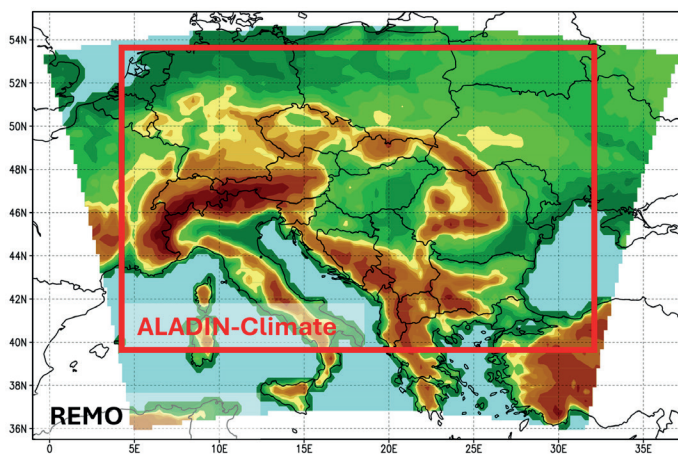 54N
52N
50N
48N
46N
44N
42N
40N
38N
36N
ALADIN-Climate
REMO
0 5E 10E 15E 20E 25E 30E 35E